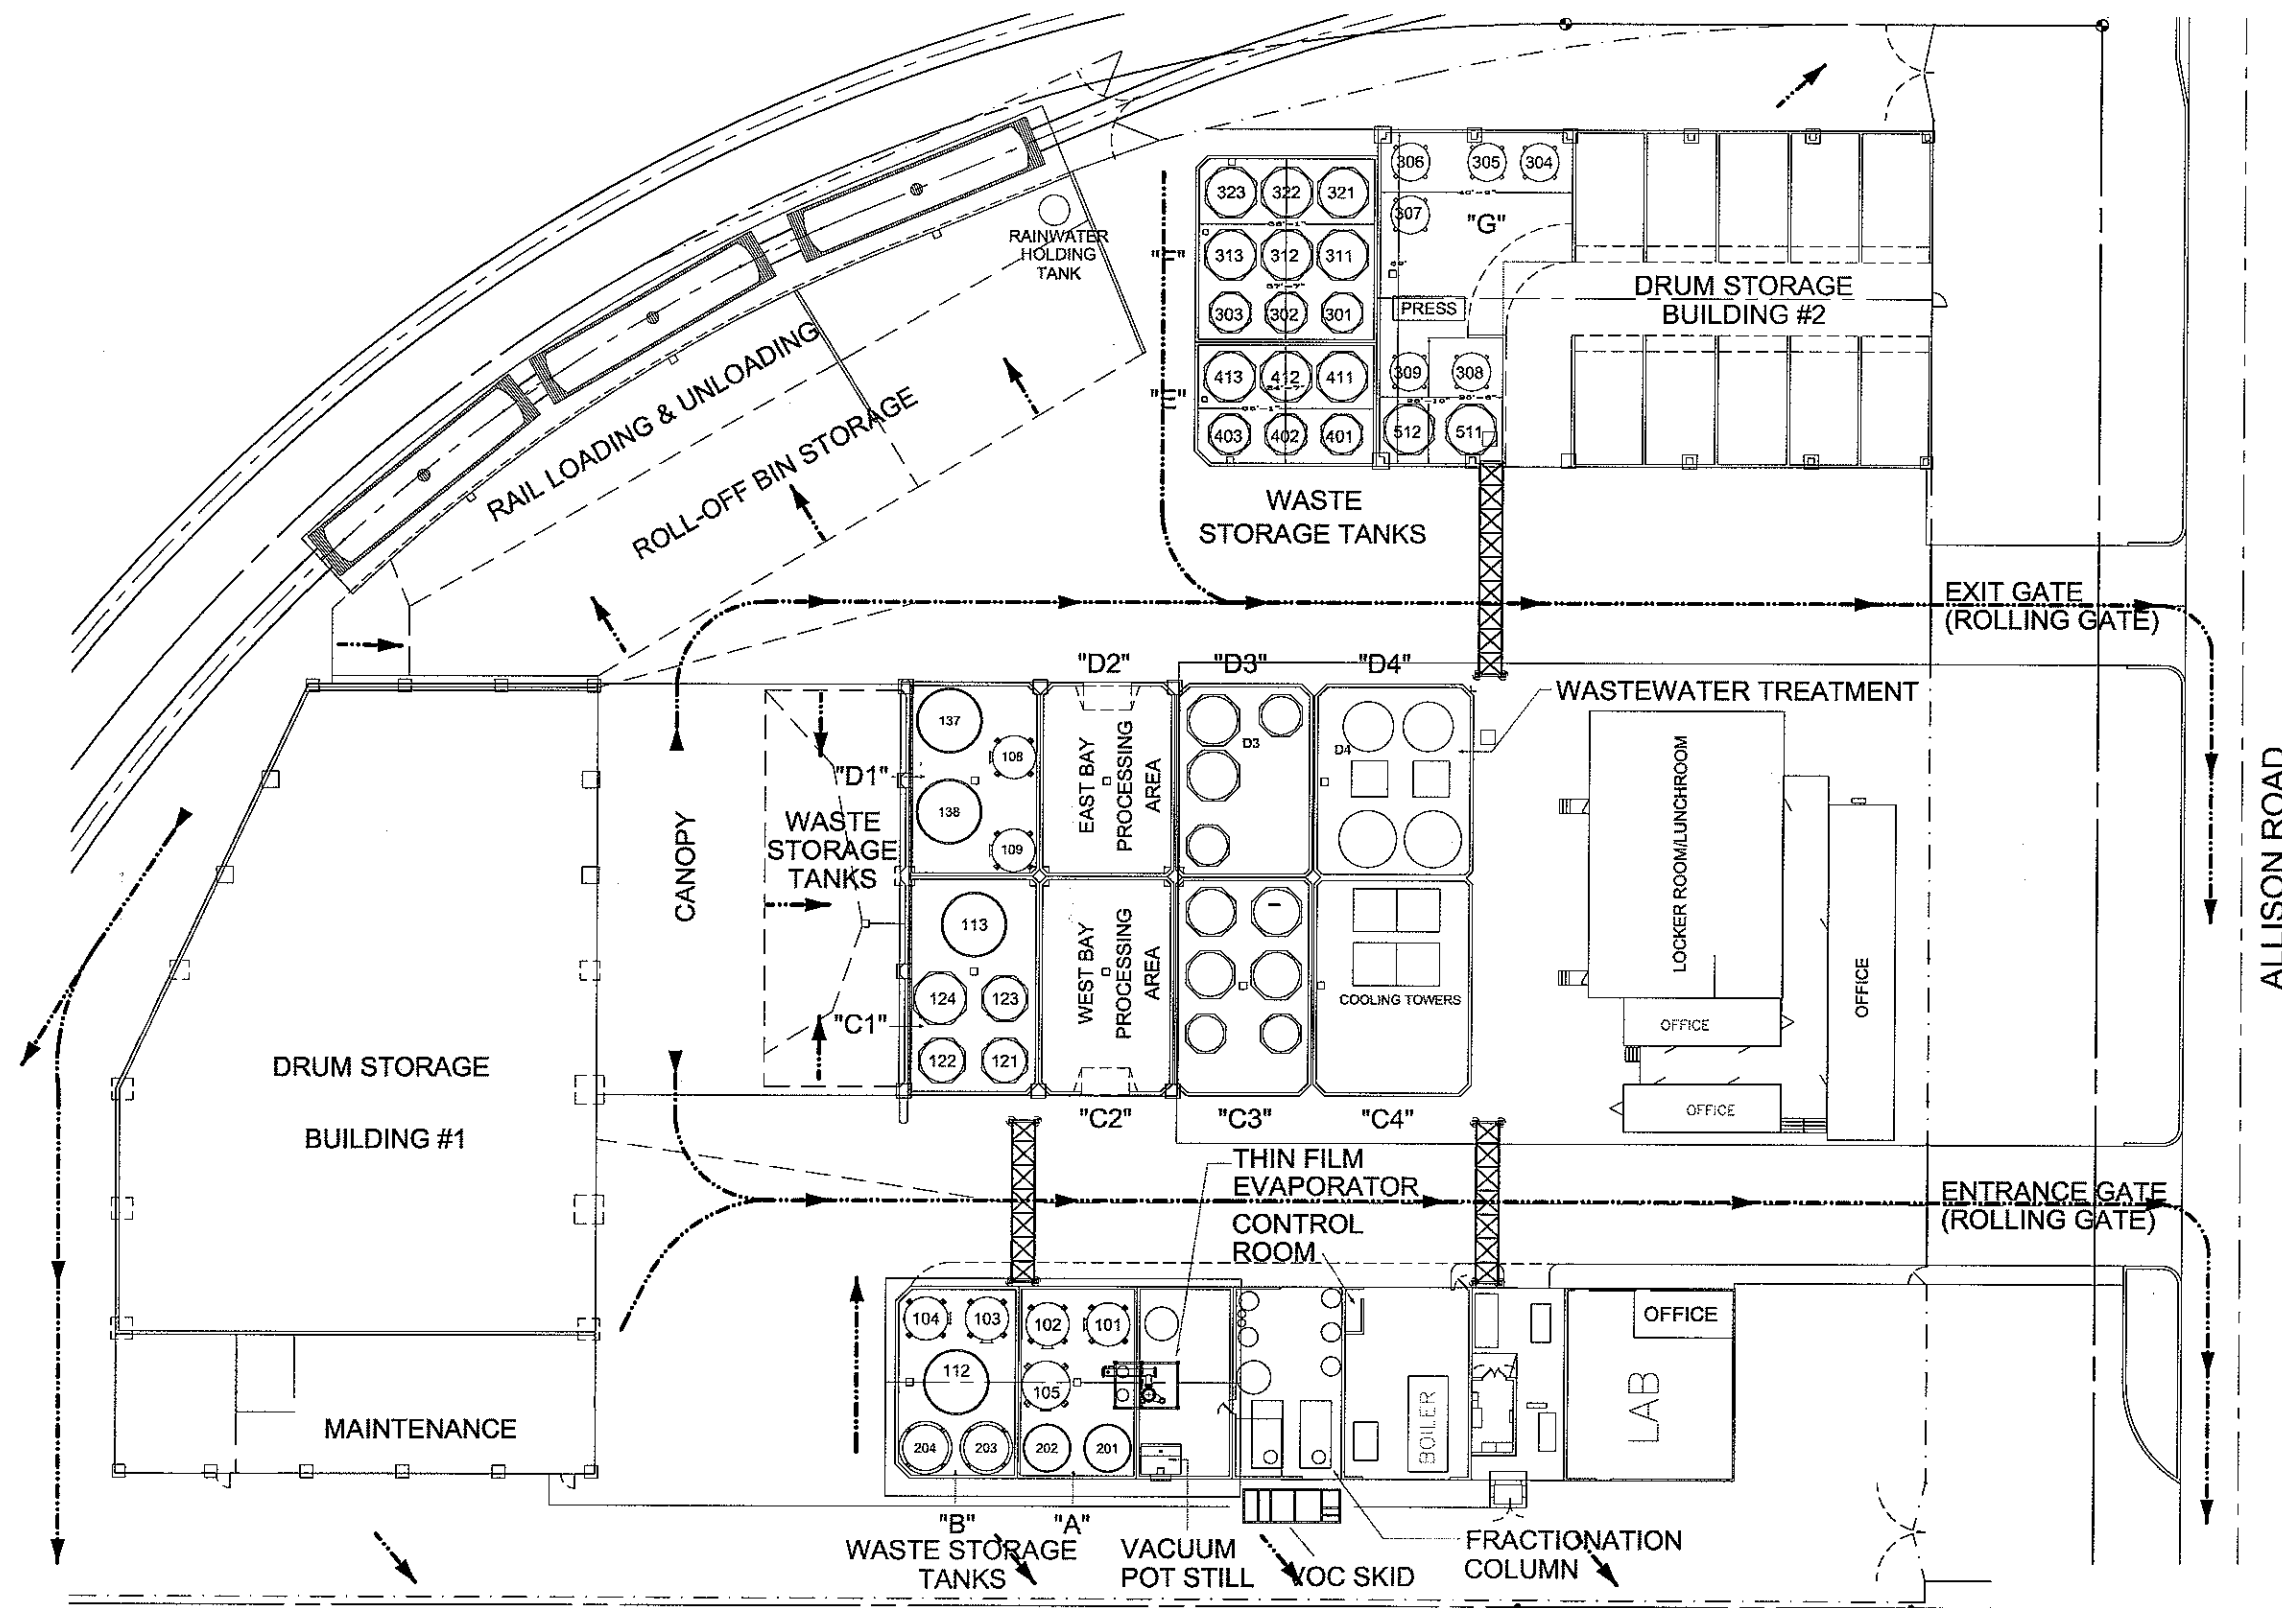 306
305
304
323
322
321
40'-9"
307
"G"
RAINWATER
HOLDING
TANK
"F"
313
312
311
DRUM STORAGE
BUILDING #2
303
302
301
PRESS
RAIL LOADING & UNLOADING
ROLL-OFF BIN STORAGE
"E"
413
412
411
309
308
403
402
401
512
511
WASTE
STORAGE TANKS
EXIT GATE
(ROLLING GATE)
"D2"
"D3"
"D4"
WASTEWATER TREATMENT
137
108
D3
D4
"D1"
138
109
EAST BAY
PROCESSING
AREA
CANOPY
WASTE
STORAGE
TANKS
LOCKER ROOM/LUNCHROOM
ALLISON ROAD
113
WEST BAY
PROCESSING
AREA
124
123
"C1"
122
121
COOLING TOWERS
OFFICE
OFFICE
OFFICE
DRUM STORAGE
BUILDING #1
"C2"
"C3"
"C4"
THIN FILM
EVAPORATOR
ENTRANCE GATE
(ROLLING GATE)
CONTROL
ROOM
104
103
102
101
OFFICE
112
105
BOILER
LAB
MAINTENANCE
204
203
202
201
"B"
"A"
WASTE STORAGE
TANKS
VACUUM
POT STILL
VOC SKID
FRACTIONATION
COLUMN